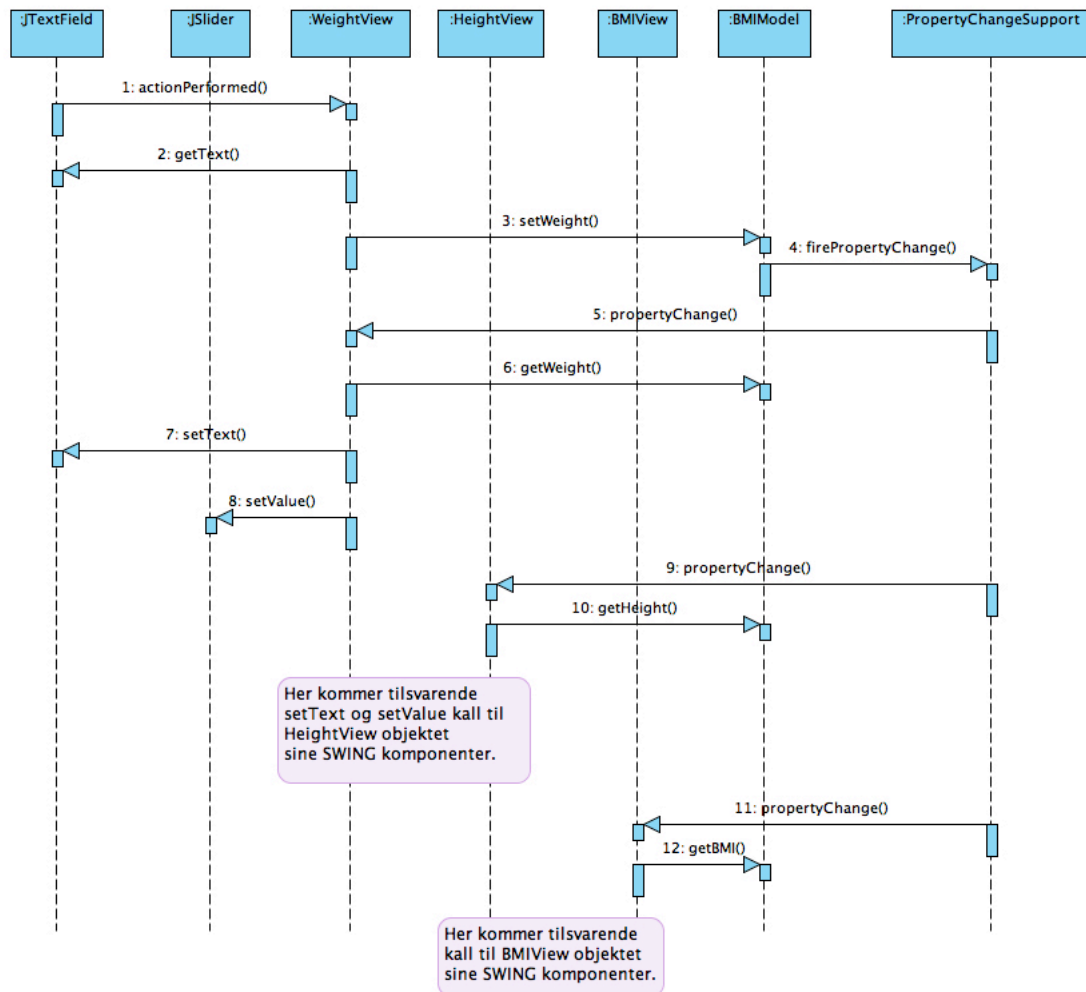 :JTextField
:JSlider
:WeightView
:HeightView
:BMIView
:BMIModel
:PropertyChangeSupport
1: actionPerformed()
2: getText()
3: setWeight()
4: firePropertyChange()
5: propertyChange()
6: getWeight()
7: setText()
8: setValue()
9: propertyChange()
10: getHeight()
Her kommer tilsvarende
setText og setValue kall til
HeightView objektet
sine SWING komponenter.
11: propertyChange()
12: getBMI()
Her kommer tilsvarende
kall til BMIView objektet
sine SWING komponenter.